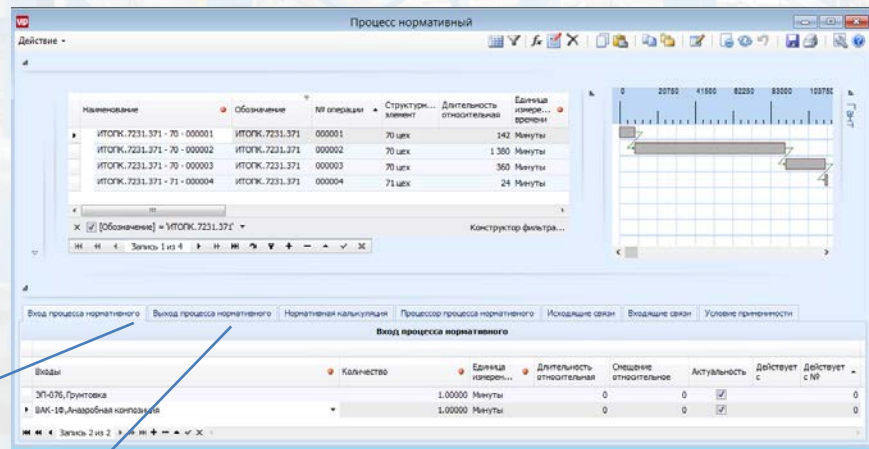 VP
Процесс нормативный
Действие
Наименование Обозначение № операции Структурн... элемент Длительность относительная Единица измере... времени
ИТОПК.7231.371 - 70 - 000001 ИТОПК.7231.371 000001 70 цех 142 Минуты
ИТОПК.7231.371 - 70 - 000002 ИТОПК.7231.371 000002 70 цех 1 380 Минуты
ИТОПК.7231.371 - 70 - 000003 ИТОПК.7231.371 000003 70 цех 360 Минуты
ИТОПК.7231.371 - 71 - 000004 ИТОПК.7231.371 000004 71 цех 24 Минуты
[Обозначение] = 'ИТОПК.7231.371' Конструктор фильтра...
Запись 1 из 4
0 20750 41500 62250 83000 103750
Гант
Вход процесса нормативного Выход процесса нормативного Нормативная калькуляция Процессор процесса нормативного Исходящие связи Входящие связи Условие применимости
Вход процесса нормативного
Входы Количество Единица измерен... Длительность относительная Смещение относительное Актуальность Действует с Действует с №
ЭП-076,Грунтовка 1.00000 Минуты 0 0 0
ВАК-1Ф,Анаэробная композиция 1.00000 Минуты 0 0 0
Запись 2 из 2